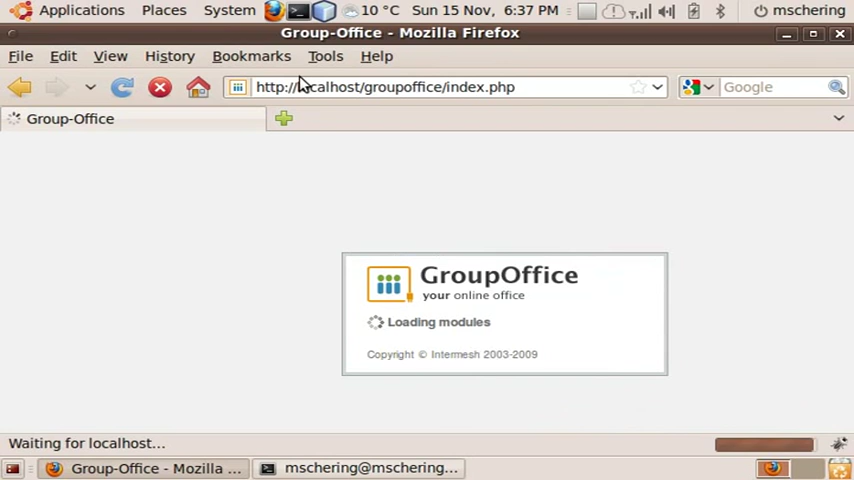 Applications Places System 10 °C Sun 15 Nov, 6:37 PM mschering
Group-Office - Mozilla Firefox
File Edit View History Bookmarks Tools Help
http://localhost/groupoffice/index.php Google
Group-Office
GroupOffice
your online office
Loading modules
Copyright © Intermesh 2003-2009
Waiting for localhost...
Group-Office - Mozilla ... mschering@mschering...